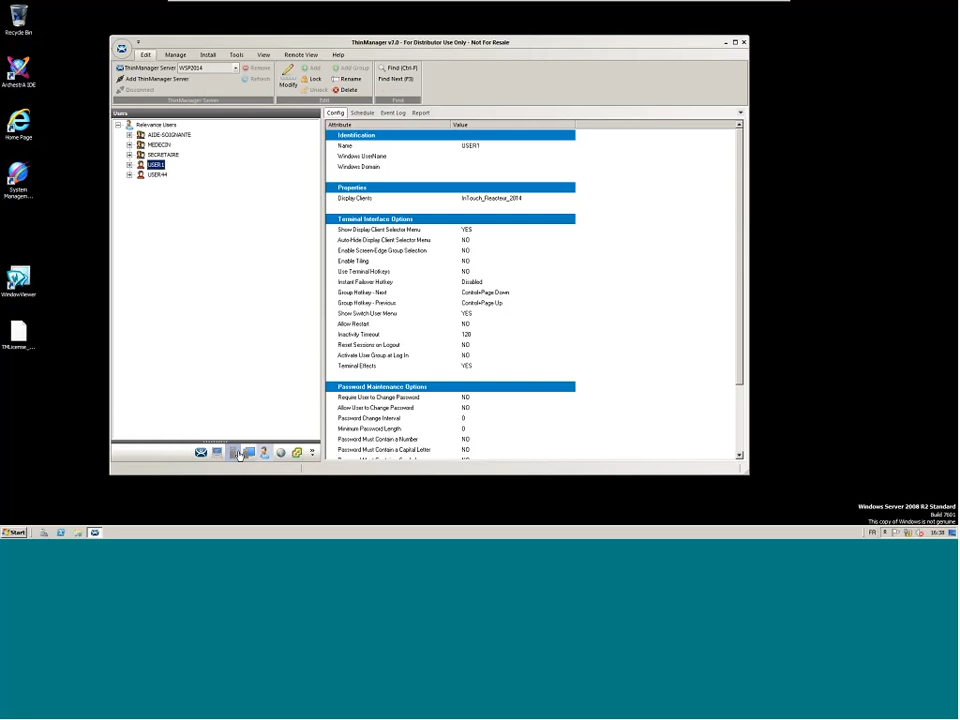 Recycle Bin
ArchestrA IDE
Home Page
System
Managem...
WindowViewer
TMLicense_...
ThinManager v7.0 - For Distributor Use Only - Not For Resale
Edit Manage Install Tools View Remote View Help
ThinManager Server WSP2014 Remove
Add ThinManager Server Refresh
Disconnect
ThinManager Server
Modify
Add Add Group
Lock Rename
Unlock Delete
Edit
Find (Ctrl-F)
Find Next (F3)
Find
Users
Relevance Users
AIDE-SOIGNANTE
MEDECIN
SECRETAIRE
USER1
USER44
Config Schedule Event Log Report
Attribute Value
Identification
Name USER1
Windows UserName
Windows Domain
Properties
Display Clients InTouch_Reacteur_2014
Terminal Interface Options
Show Display Client Selector Menu YES
Auto-Hide Display Client Selector Menu NO
Enable Screen-Edge Group Selection NO
Enable Tiling NO
Use Terminal Hotkeys NO
Instant Failover Hotkey Disabled
Group Hotkey - Next Control+Page Down
Group Hotkey - Previous Control+Page Up
Show Switch User Menu YES
Allow Restart NO
Inactivity Timeout 120
Reset Sessions on Logout NO
Activate User Group at Log In NO
Terminal Effects YES
Password Maintenance Options
Require User to Change Password NO
Allow User to Change Password NO
Password Change Interval 0
Minimum Password Length 0
Password Must Contain a Number NO
Password Must Contain a Capital Letter NO
Windows Server 2008 R2 Standard
Build 7601
This copy of Windows is not genuine
Start
FR 16:38